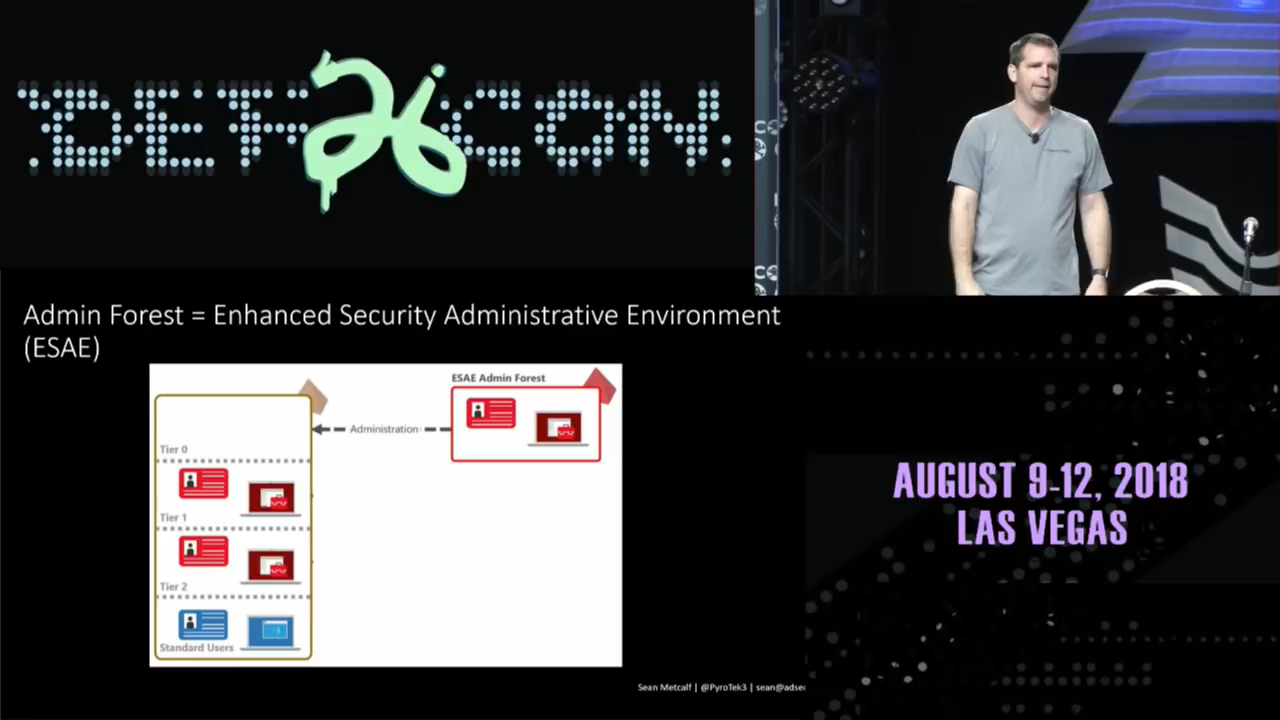 DEF CON
26
Admin Forest = Enhanced Security Administrative Environment
(ESAE)
ESAE Admin Forest
Administration
Tier 0
Tier 1
Tier 2
Standard Users
AUGUST 9-12, 2018
LAS VEGAS
Sean Metcalf | @PyroTek3 | sean@adsec